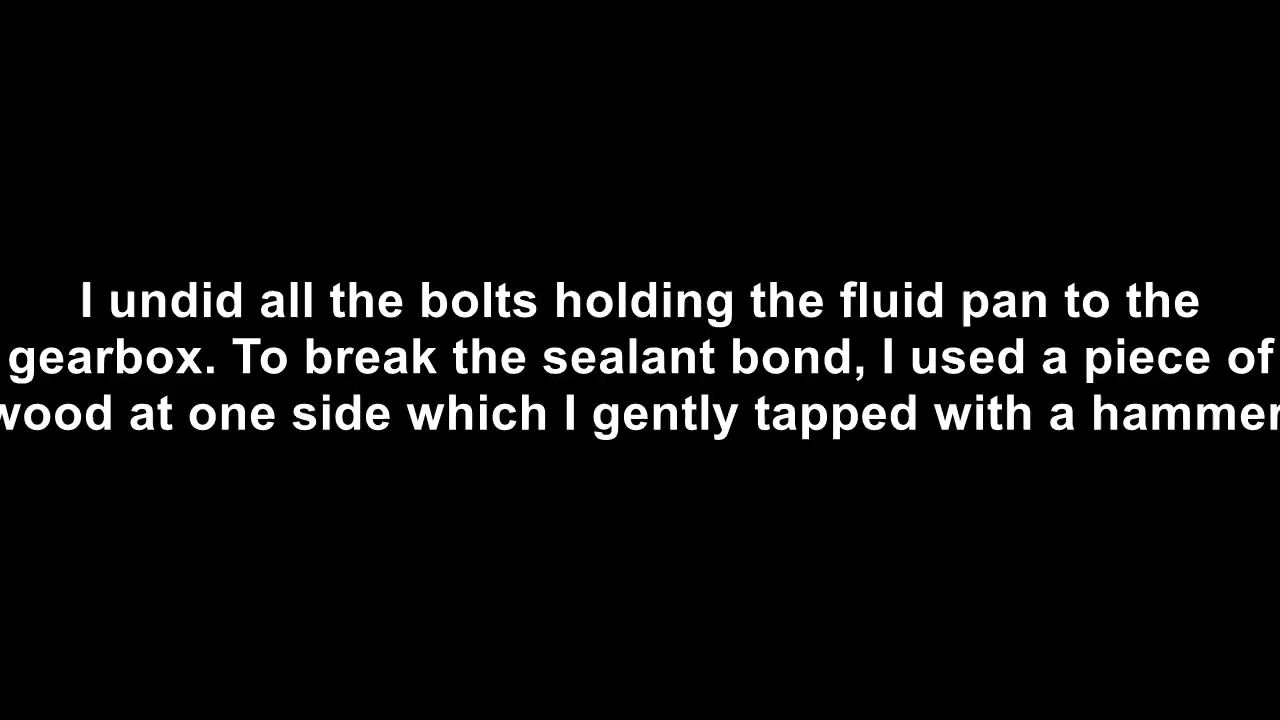 I undid all the bolts holding the fluid pan to the
gearbox. To break the sealant bond, I used a piece of
wood at one side which I gently tapped with a hammer